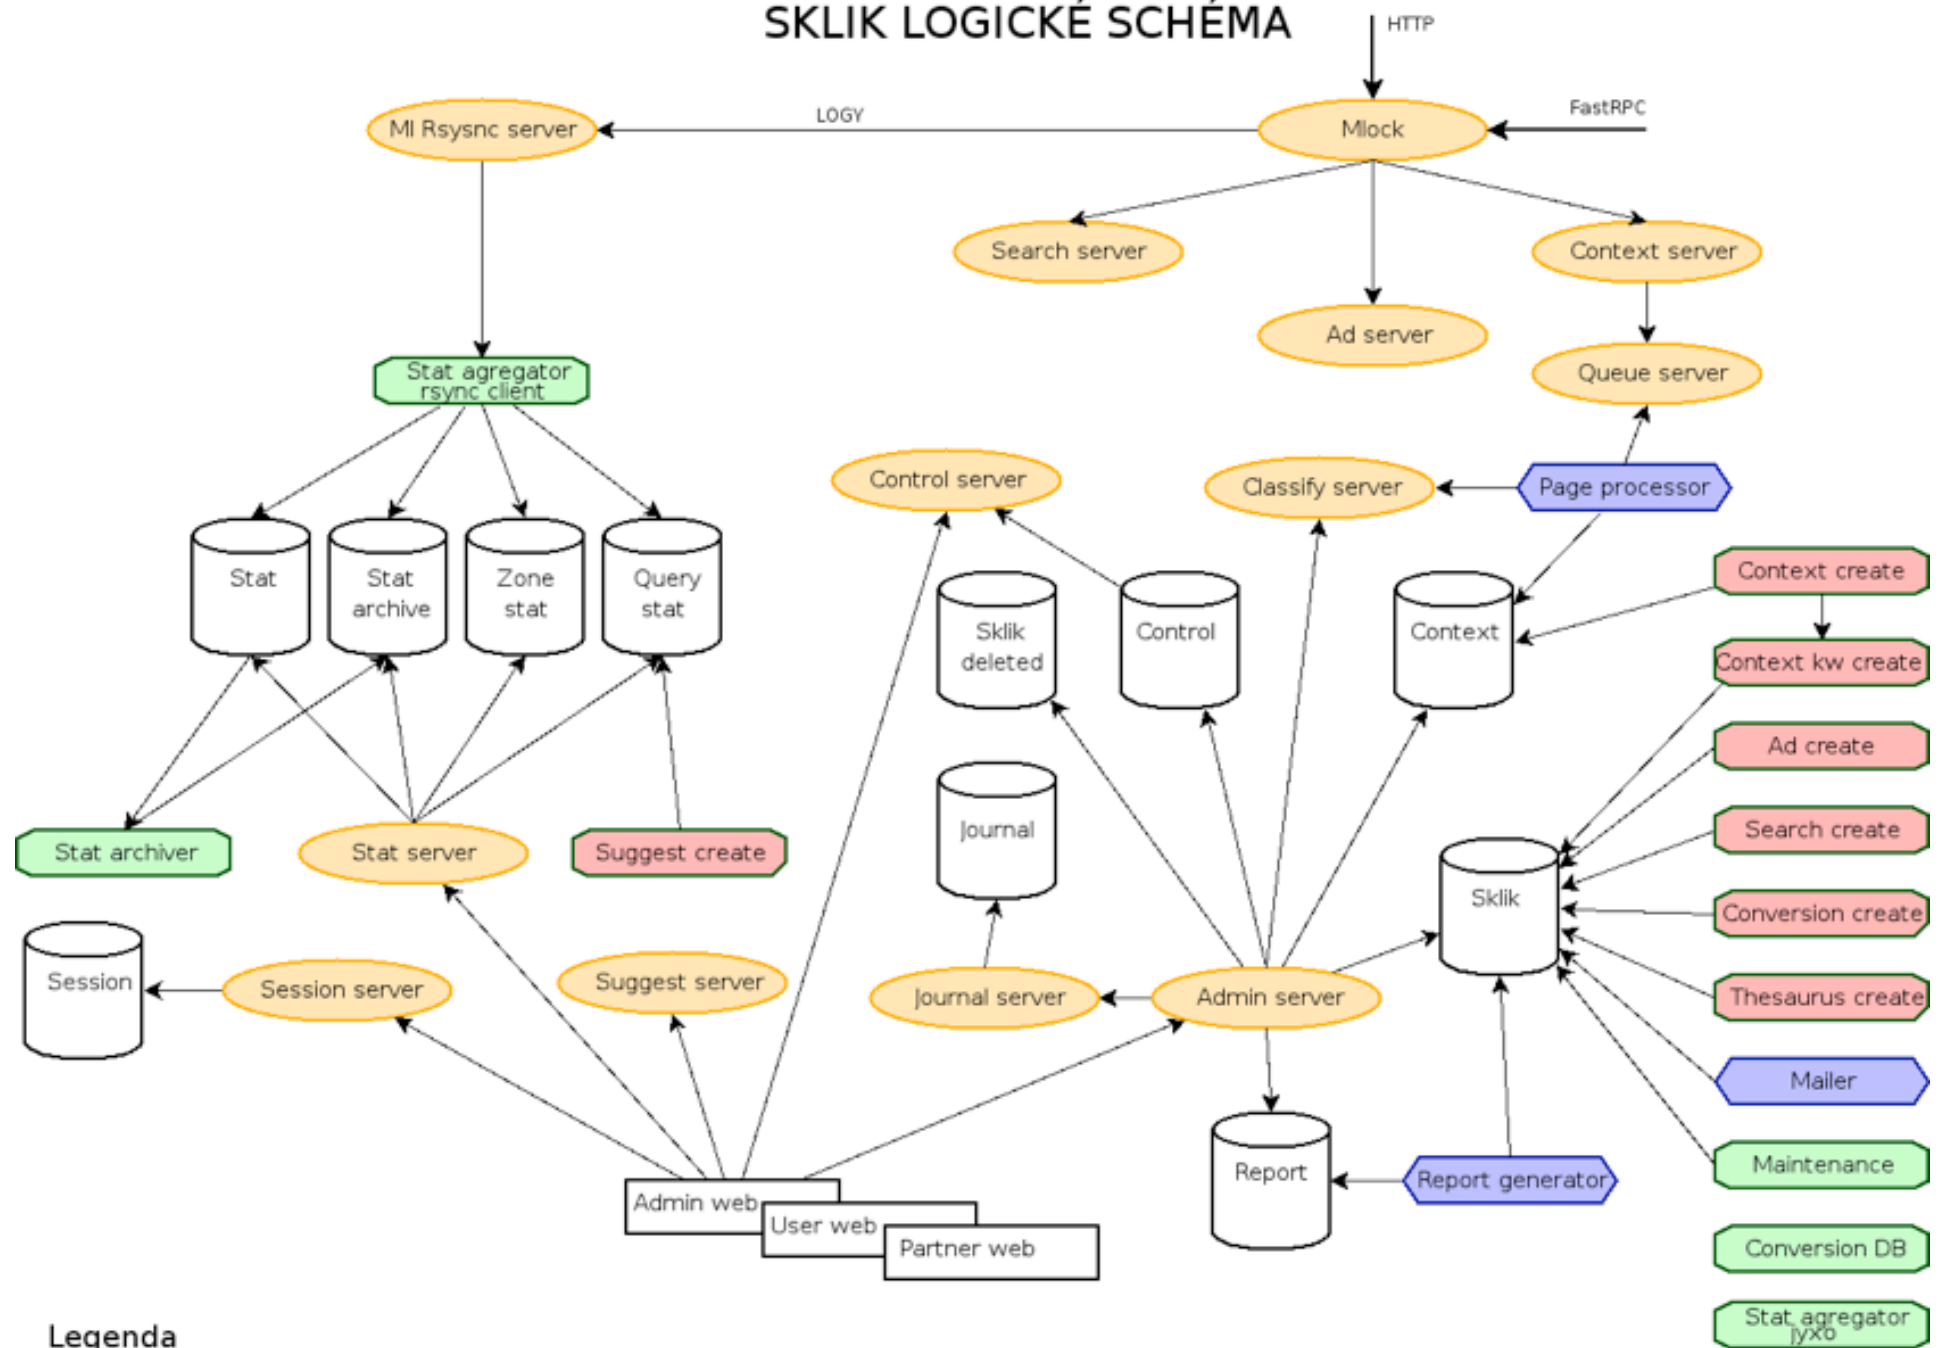 SKLIK LOGICKÉ SCHÉMA
HTTP
FastRPC
LOGY
MI Rsysnc server
Mlock
Search server
Context server
Ad server
Stat agregator
rsync client
Queue server
Control server
Classify server
Page processor
Stat
Stat
archive
Zone
stat
Query
stat
Sklik
deleted
Control
Context
Context create
Context kw create
Ad create
Journal
Search create
Stat archiver
Stat server
Suggest create
Sklik
Conversion create
Session
Session server
Suggest server
Journal server
Admin server
Thesaurus create
Mailer
Report
Report generator
Maintenance
Admin web
User web
Partner web
Conversion DB
Stat agregator
jyxo
Legenda